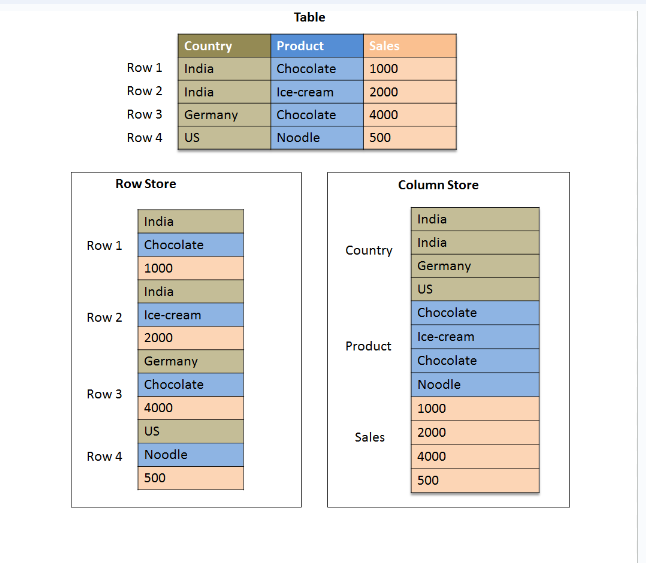 Table
Country Product Sales
Row 1 India Chocolate 1000
Row 2 India Ice-cream 2000
Row 3 Germany Chocolate 4000
Row 4 US Noodle 500
Row Store
India
Row 1 Chocolate
1000
India
Row 2 Ice-cream
2000
Germany
Row 3 Chocolate
4000
US
Row 4 Noodle
500
Column Store
India
Country India
Germany
US
Chocolate
Ice-cream
Product Chocolate
Noodle
1000
Sales 2000
4000
500